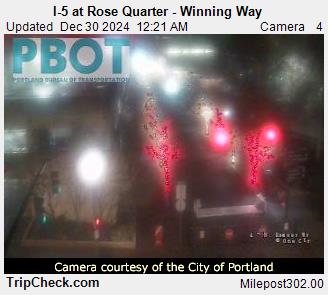 I-5 at Rose Quarter - Winning Way
Updated Dec 30 2024 12:21 AM Camera 4
PBOT
PORTLAND BUREAU OF TRANSPORTATION
Camera courtesy of the City of Portland
TripCheck.com Milepost302.00